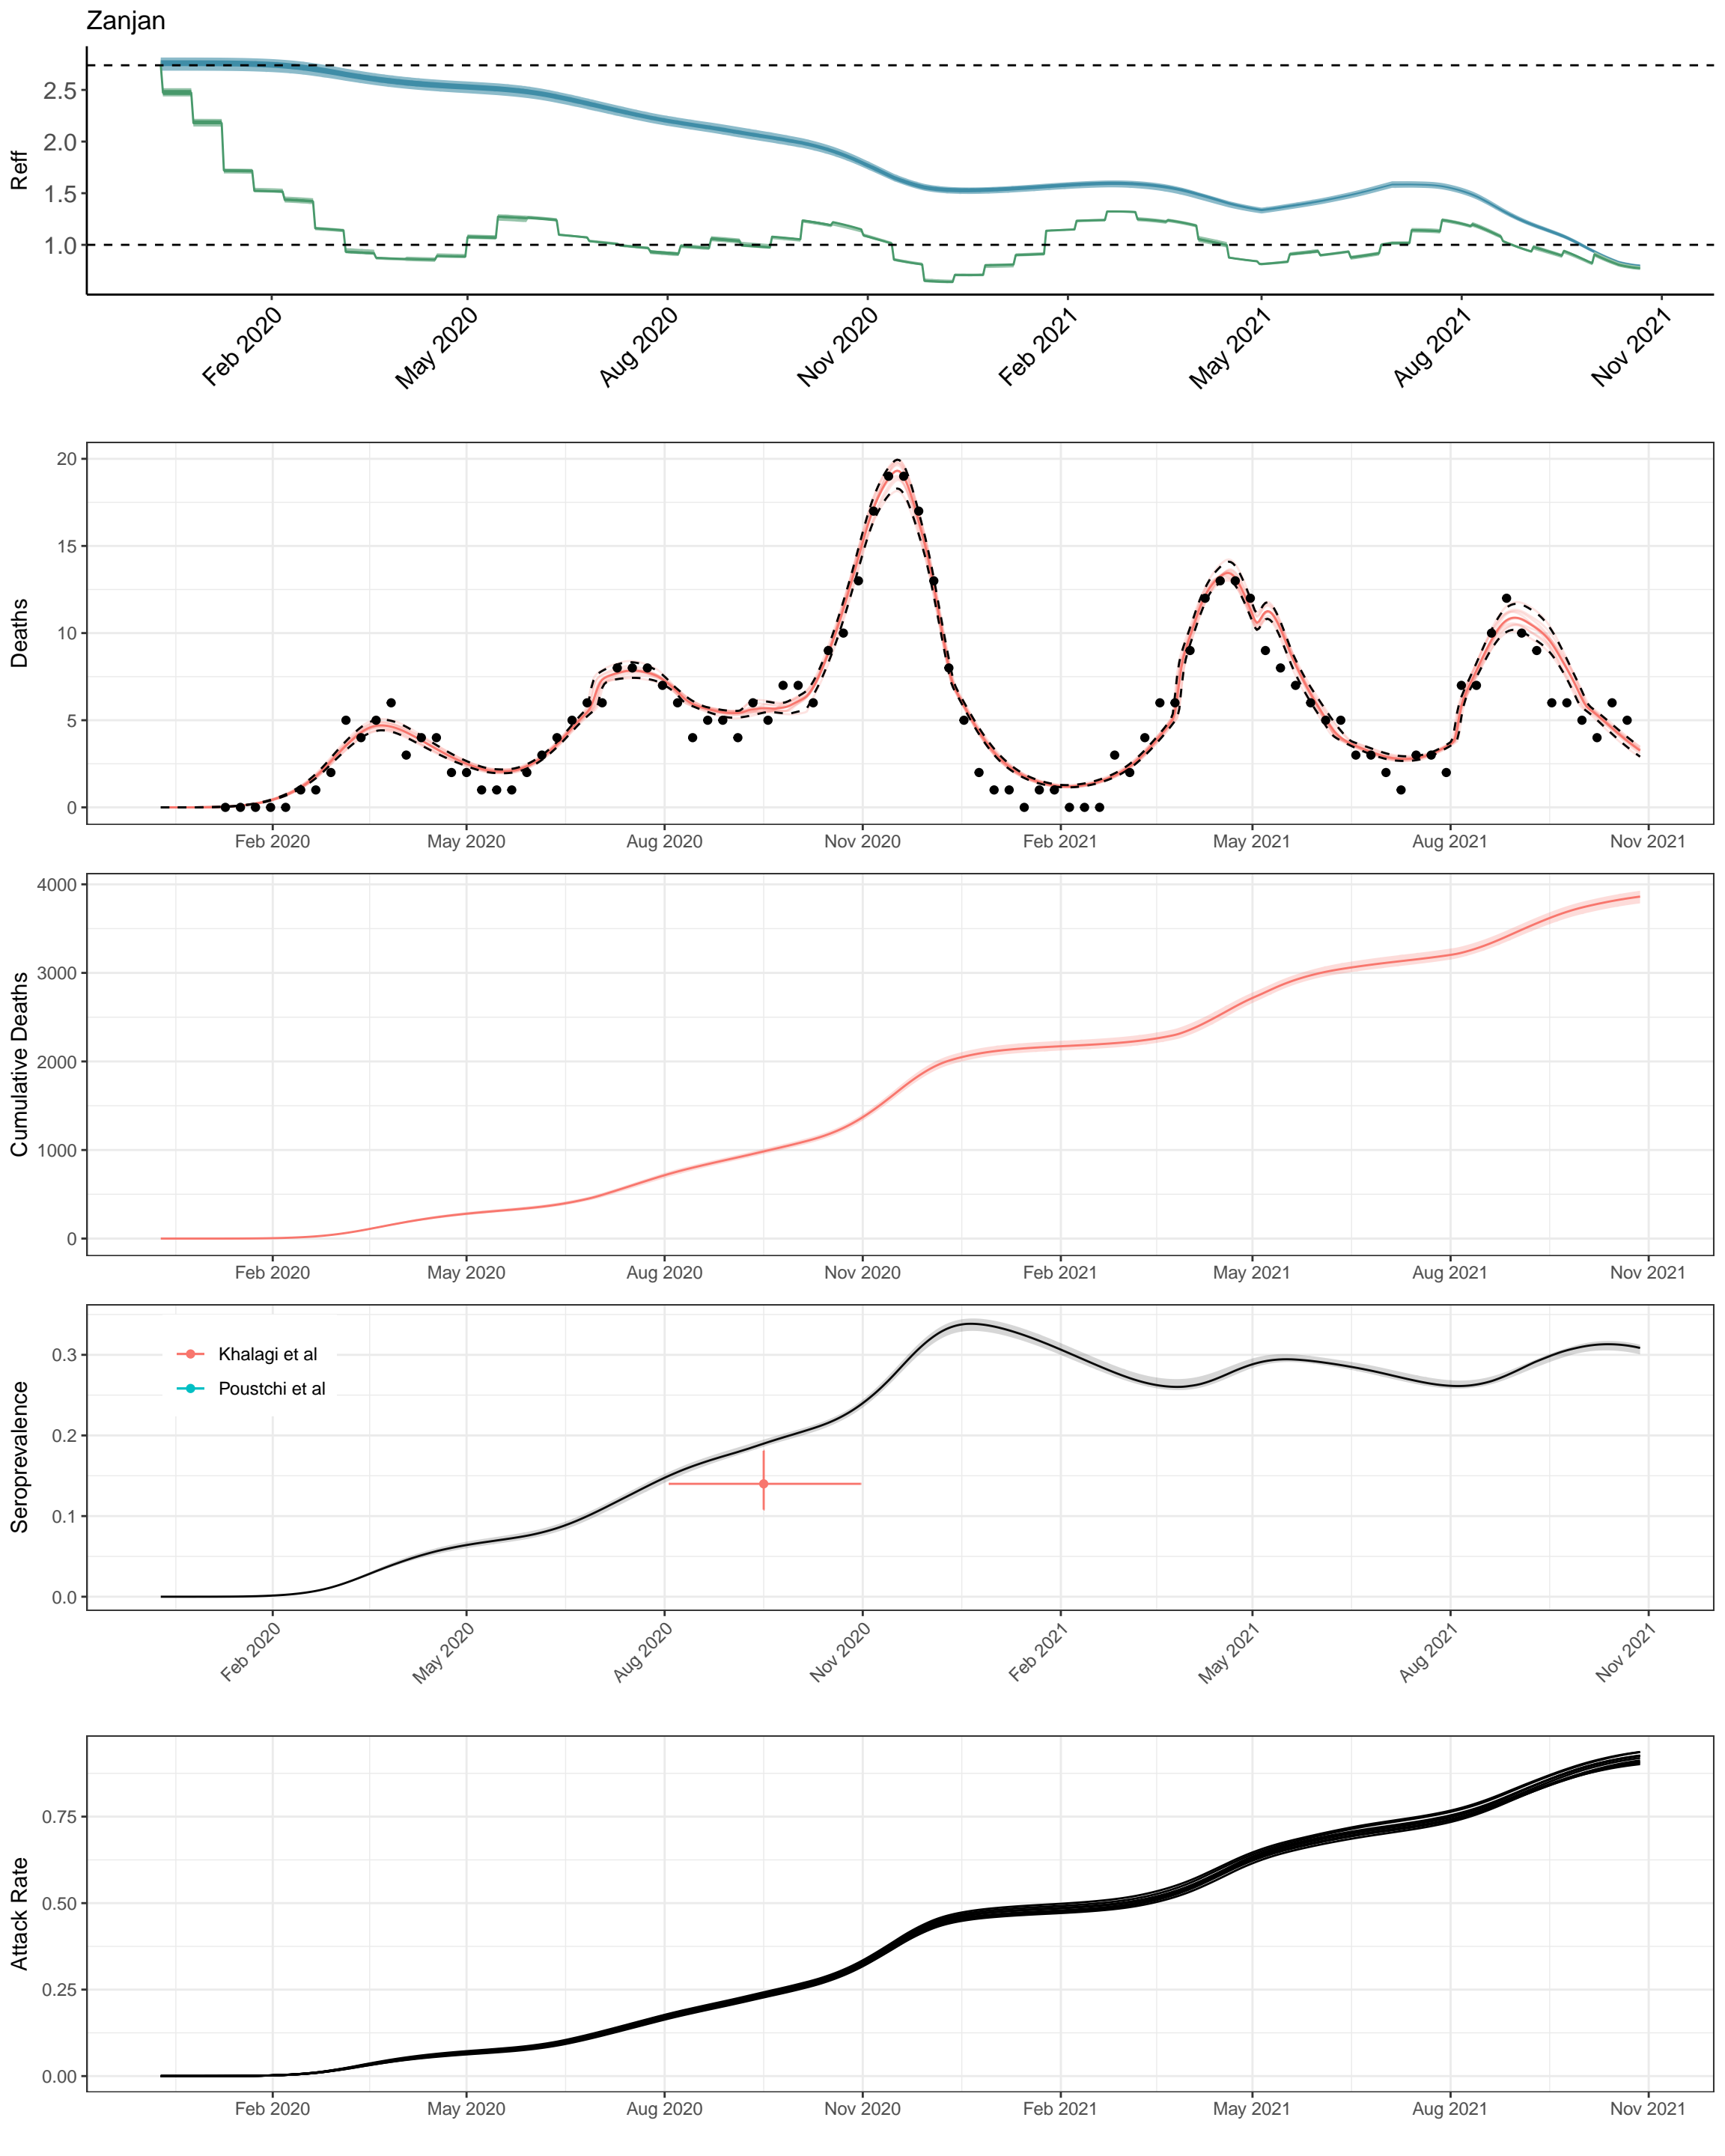 Zanjan
Reff
2.5
2.0
1.5
1.0
Feb 2020
May 2020
Aug 2020
Nov 2020
Feb 2021
May 2021
Aug 2021
Nov 2021
Deaths
20
15
10
5
0
Feb 2020
May 2020
Aug 2020
Nov 2020
Feb 2021
May 2021
Aug 2021
Nov 2021
Cumulative Deaths
4000
3000
2000
1000
0
Feb 2020
May 2020
Aug 2020
Nov 2020
Feb 2021
May 2021
Aug 2021
Nov 2021
Seroprevalence
0.3
0.2
0.1
0.0
Khalagi et al
Poustchi et al
Feb 2020
May 2020
Aug 2020
Nov 2020
Feb 2021
May 2021
Aug 2021
Nov 2021
Attack Rate
0.75
0.50
0.25
0.00
Feb 2020
May 2020
Aug 2020
Nov 2020
Feb 2021
May 2021
Aug 2021
Nov 2021